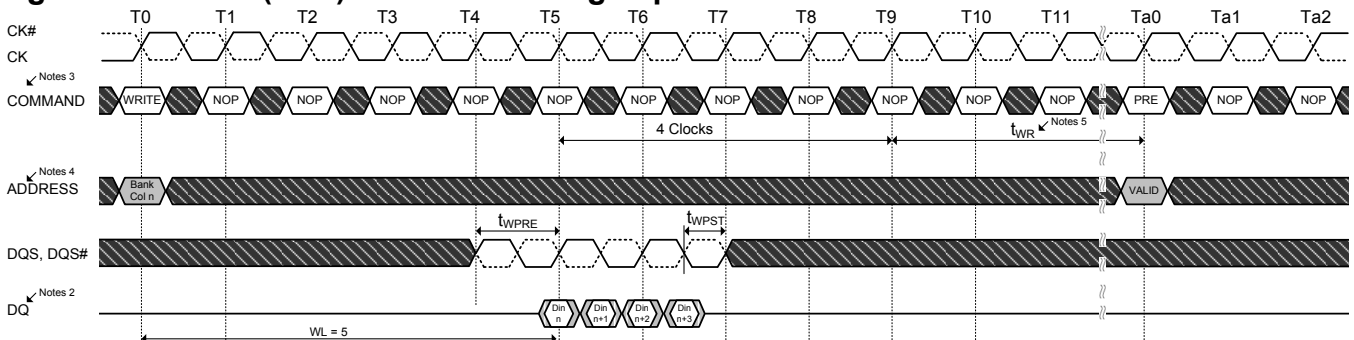 T0 T1 T2 T3 T4 T5 T6 T7 T8 T9 T10 T11 Ta0 Ta1 Ta2
CK#
CK
Notes 3
COMMAND WRITE NOP NOP NOP NOP NOP NOP NOP NOP NOP NOP NOP PRE NOP NOP
4 Clocks tWR Notes 5
Notes 4
ADDRESS Bank Col n VALID
tWPRE tWPST
DQS, DQS#
Notes 2
DQ Din n Din n+1 Din n+2 Din n+3
WL = 5